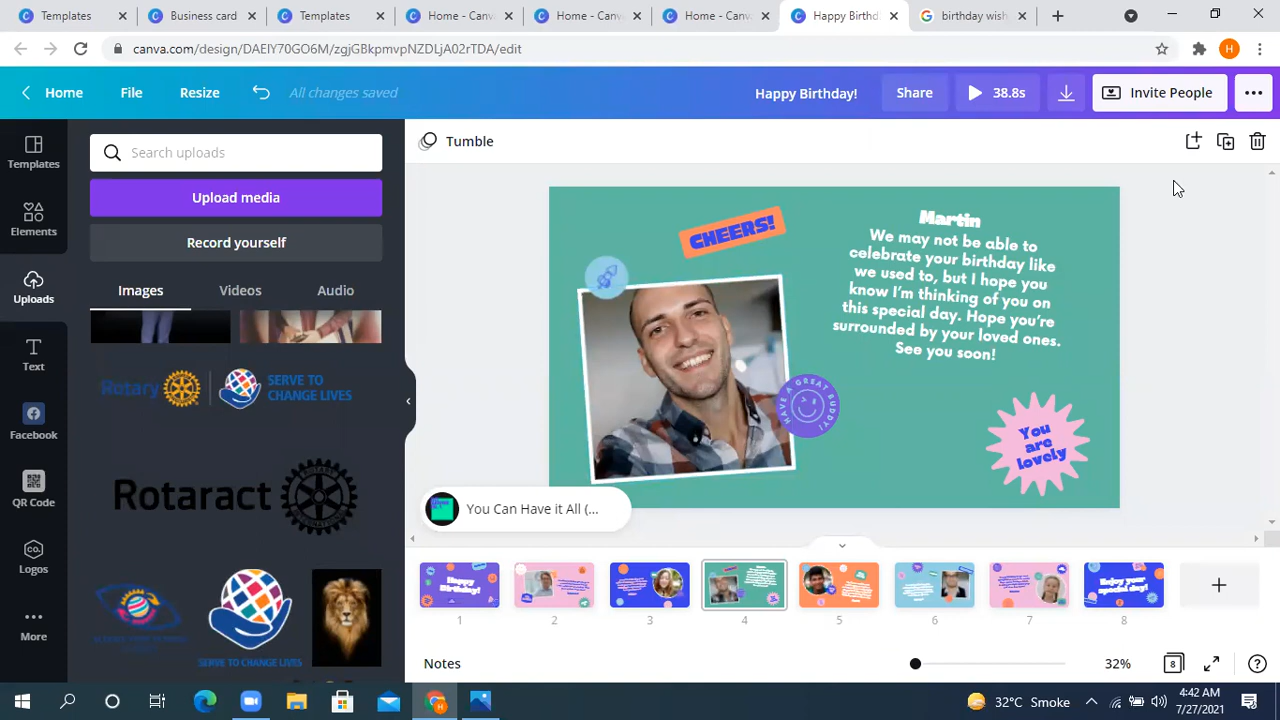 Templates
Business card
Templates
Home - Canv
Home - Canv
Home - Canv
Happy Birthd
birthday wish
canva.com/design/DAEIY70GO6M/zgjGBkpmvpNZDLjA02rTDA/edit
H
Home
File
Resize
All changes saved
Happy Birthday!
Share
38.8s
Invite People
Templates
Elements
Uploads
Text
Facebook
QR Code
CO.
Logos
More
Search uploads
Upload media
Record yourself
Images
Videos
Audio
Rotary
SERVE TO
CHANGE LIVES
Rotaract
SERVE TO CHANGE LIVES
Tumble
CHEERS!
Martin
We may not be able to
celebrate your birthday like
we used to, but I hope you
know I'm thinking of you on
this special day. Hope you're
surrounded by your loved ones.
See you soon!
HAVE A GREAT BUDDY!
You
are
lovely
You Can Have it All (...
Happy
Birthday!
Enjoy your
special day!
1
2
3
4
5
6
7
8
Notes
32%
8
32°C Smoke
4:42 AM
7/27/2021